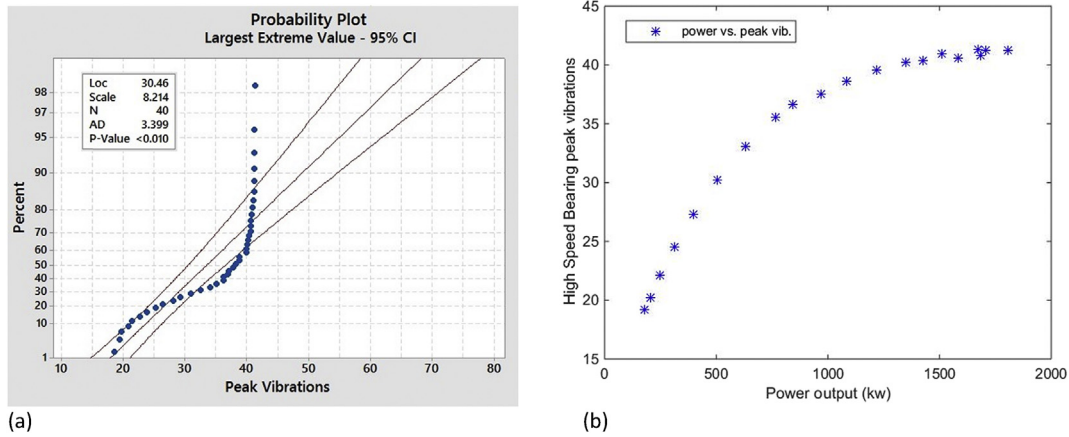 Probability Plot
Largest Extreme Value - 95% CI
Loc 30.46
Scale 8.214
N 40
AD 3.399
P-Value <0.010
98
97
95
90
80
70
60
50
40
30
20
10
1
Percent
10 20 30 40 50 60 70 80
Peak Vibrations
(a)
power vs. peak vib.
45
40
35
30
25
20
15
High Speed Bearing peak vibrations
0 500 1000 1500 2000
Power output (kw)
(b)